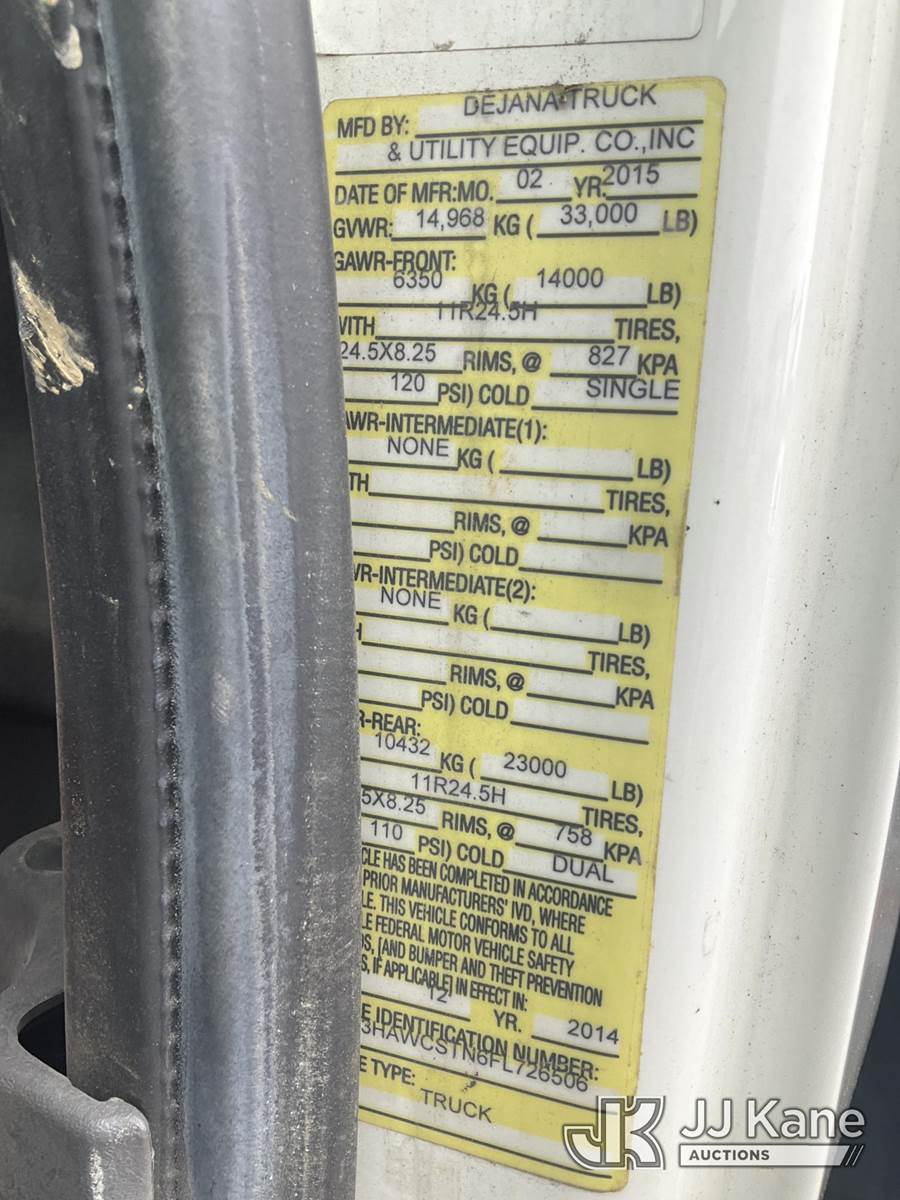 MFD BY: DEJANA TRUCK
& UTILITY EQUIP. CO.,INC
DATE OF MFR:MO. 02 YR. 2015
GVWR: 14,968 KG ( 33,000 LB)
GAWR-FRONT:
6350 KG ( 14000 LB)
WITH 11R24.5H TIRES,
24.5X8.25 RIMS, @ 827 KPA
120 PSI) COLD SINGLE
AWR-INTERMEDIATE(1):
NONE KG ( LB)
TH TIRES,
RIMS, @ KPA
PSI) COLD
WR-INTERMEDIATE(2):
NONE KG ( LB)
H TIRES,
RIMS, @ KPA
PSI) COLD
R-REAR:
10432 KG ( 23000 LB)
11R24.5H TIRES,
5X8.25 RIMS, @ 758 KPA
110 PSI) COLD DUAL
CLE HAS BEEN COMPLETED IN ACCORDANCE
PRIOR MANUFACTURERS' IVD, WHERE
LE. THIS VEHICLE CONFORMS TO ALL
LE FEDERAL MOTOR VEHICLE SAFETY
DS, [AND BUMPER AND THEFT PREVENTION
S, IF APPLICABLE] IN EFFECT IN:
12 YR. 2014
E IDENTIFICATION NUMBER:
3HAWCSTN6FL726506
E TYPE:
TRUCK
JK JJ Kane
AUCTIONS